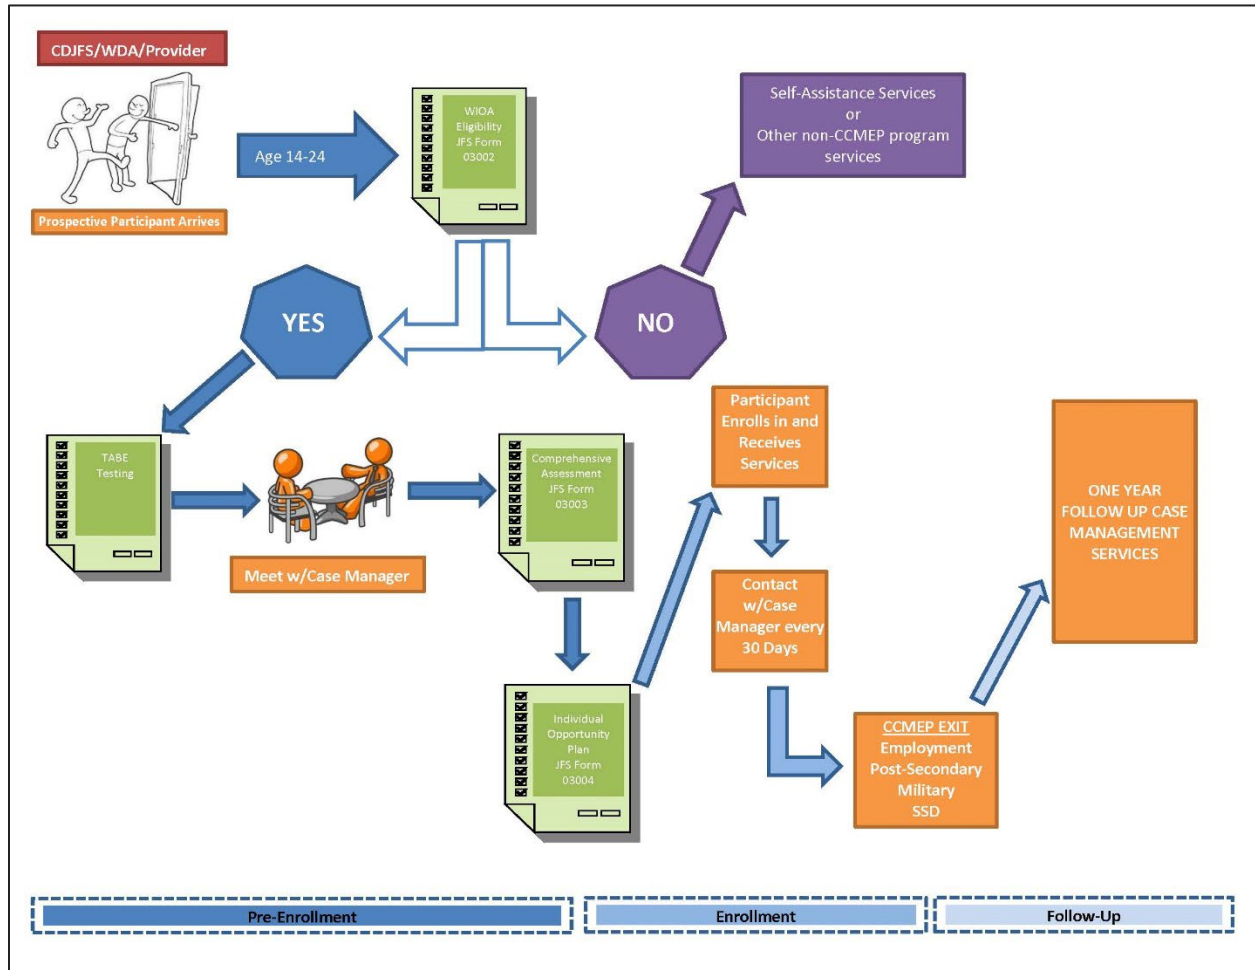 CDJFS/WDA/Provider
Prospective Participant Arrives
Age 14-24
WIOA
Eligibility
JFS Form
03002
Self-Assistance Services
or
Other non-CCMEP program
services
YES
NO
TABE
Testing
Meet w/Case Manager
Comprehensive
Assessment
JFS Form
03003
Individual
Opportunity
Plan
JFS Form
03004
Participant
Enrolls in and
Receives
Services
Contact
w/Case
Manager every
30 Days
CCMEP EXIT
Employment
Post-Secondary
Military
SSD
ONE YEAR
FOLLOW UP CASE
MANAGEMENT
SERVICES
Pre-Enrollment
Enrollment
Follow-Up